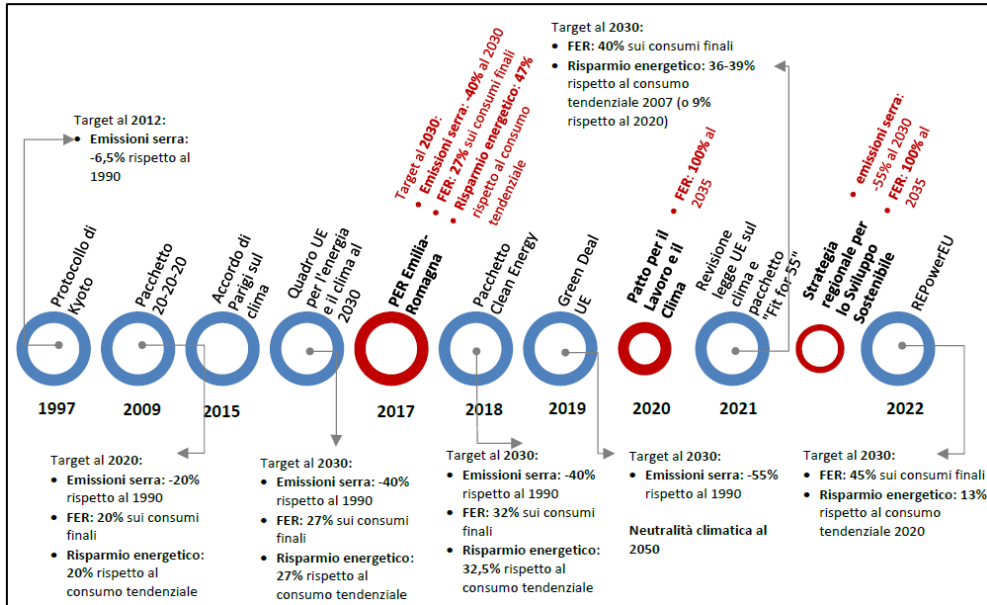 Target al 2012:
• Emissioni serra:
-6,5% rispetto al
1990
Target al 2030:
• Emissioni serra: -40% al 2030
• FER: 27% sui consumi finali
• Risparmio energetico: 47%
rispetto al consumo
tendenziale
Target al 2030:
• FER: 40% sui consumi finali
• Risparmio energetico: 36-39%
rispetto al consumo
tendenziale 2007 (o 9%
rispetto al 2020)
• FER: 100% al
2035
• emissioni serra:
-55% al 2030
• FER: 100% al
2035
Protocollo di
Kyoto
Pacchetto
20-20-20
Accordo di
Parigi sul
clima
Quadro UE
per l'energia
e il clima al
2030
PER Emilia-
Romagna
Pacchetto
Clean Energy
Green Deal
UE
Patto per il
Lavoro e il
Clima
Revisione
legge UE sul
clima e
pacchetto
"Fit for 55"
Strategia
regionale per
lo Sviluppo
Sostenibile
REPowerEU
1997
2009
2015
2017
2018
2019
2020
2021
2022
Target al 2020:
• Emissioni serra: -20%
rispetto al 1990
• FER: 20% sui consumi
finali
• Risparmio energetico:
20% rispetto al
consumo tendenziale
Target al 2030:
• Emissioni serra: -40%
rispetto al 1990
• FER: 27% sui consumi
finali
• Risparmio energetico:
27% rispetto al
consumo tendenziale
Target al 2030:
• Emissioni serra: -40%
rispetto al 1990
• FER: 32% sui consumi
finali
• Risparmio energetico:
32,5% rispetto al
consumo tendenziale
Target al 2030:
• Emissioni serra: -55%
rispetto al 1990
Neutralità climatica al
2050
Target al 2030:
• FER: 45% sui consumi finali
• Risparmio energetico: 13%
rispetto al consumo
tendenziale 2020